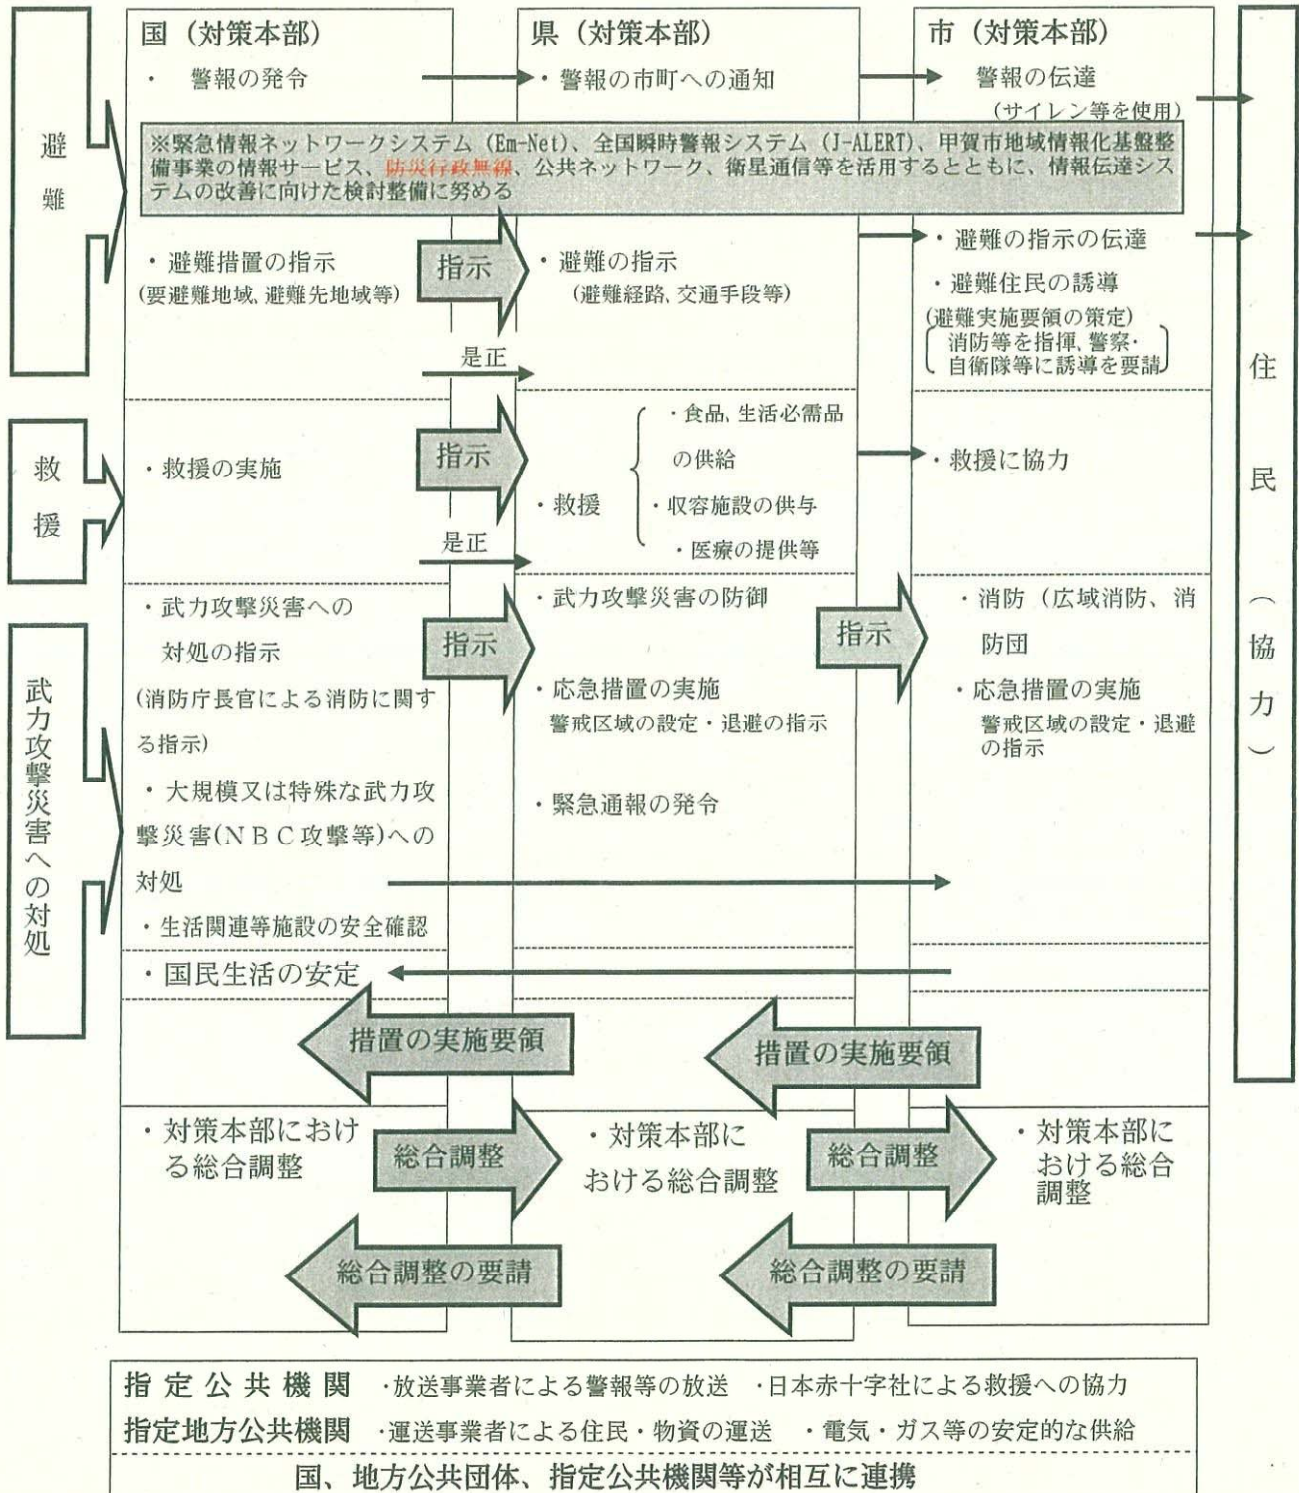 国（対策本部）
・ 警報の発令
県（対策本部）
・警報の市町への通知
市（対策本部）
警報の伝達
（サイレン等を使用）
避難
※緊急情報ネットワークシステム（Em-Net）、全国瞬時警報システム（J-ALERT）、甲賀市地域情報化基盤整
備事業の情報サービス、防災行政無線、公共ネットワーク、衛星通信等を活用するとともに、情報伝達シス
テムの改善に向けた検討整備に努める
・避難措置の指示
(要避難地域、避難先地域等)
指示
・避難の指示
(避難経路、交通手段等)
・避難の指示の伝達
・避難住民の誘導
(避難実施要領の策定)
消防等を指揮、警察・
自衛隊等に誘導を要請
是正
救援
・救援の実施
指示
・救援
・食品、生活必需品
の供給
・収容施設の供与
・医療の提供等
・救援に協力
是正
武力攻撃災害への対処
・武力攻撃災害への
対処の指示
(消防庁長官による消防に関す
る指示)
・大規模又は特殊な武力攻
撃災害(ＮＢＣ攻撃等)への
対処
・生活関連等施設の安全確認
指示
・武力攻撃災害の防御
・応急措置の実施
警戒区域の設定・退避の指示
・緊急通報の発令
指示
・消防（広域消防、消
防団
・応急措置の実施
警戒区域の設定・退避
の指示
・国民生活の安定
措置の実施要領
措置の実施要領
・対策本部におけ
る総合調整
総合調整
・対策本部に
おける総合調整
総合調整
・対策本部に
おける総合
調整
総合調整の要請
総合調整の要請
住民（協力）
指定公共機関 ・放送事業者による警報等の放送 ・日本赤十字社による救援への協力
指定地方公共機関 ・運送事業者による住民・物資の運送 ・電気・ガス等の安定的な供給
国、地方公共団体、指定公共機関等が相互に連携